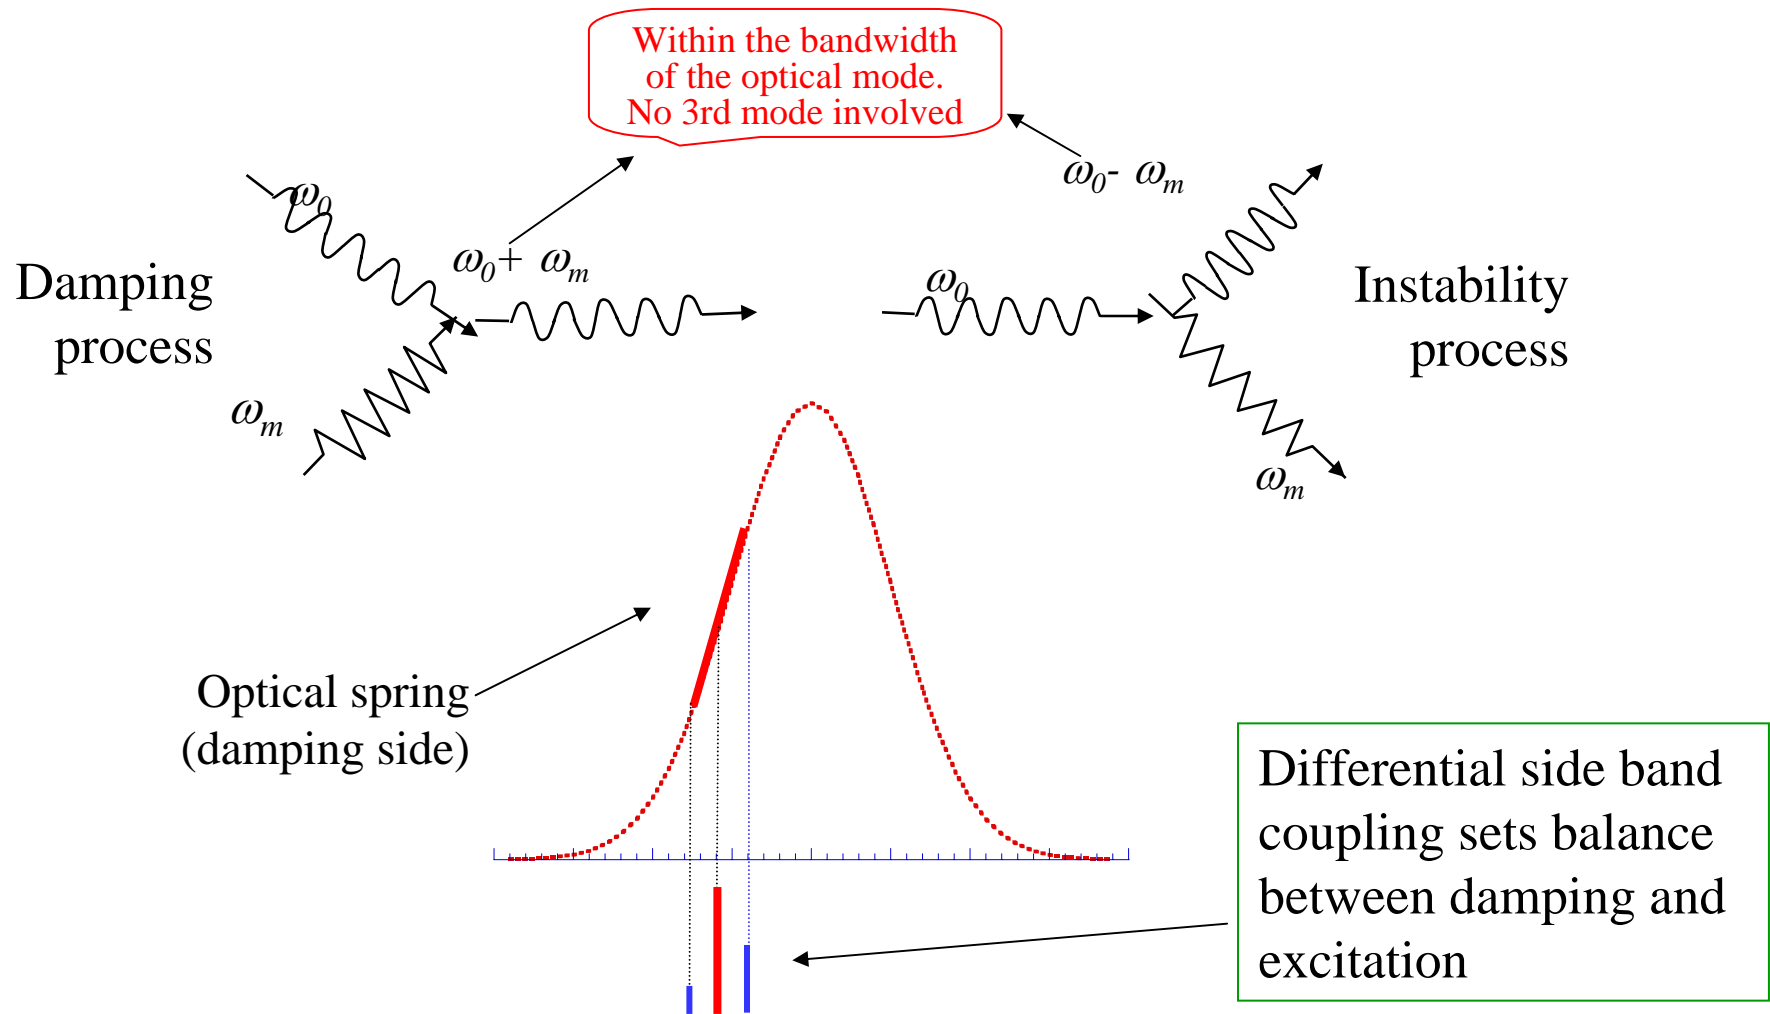 Within the bandwidth
of the optical mode.
No 3rd mode involved
ω0- ωm
ω0
ω0+ ωm
Damping
process
ω0
Instability
process
ωm
ωm
Optical spring
(damping side)
Differential side band
coupling sets balance
between damping and
excitation